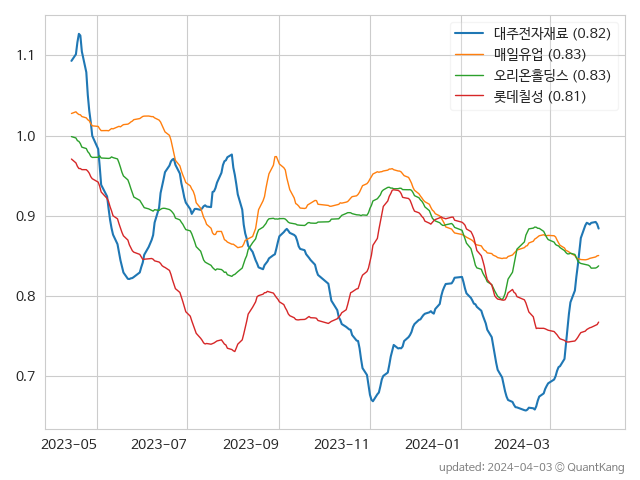 대주전자재료 (0.82)
매일유업 (0.83)
오리온홀딩스 (0.83)
롯데칠성 (0.81)
1.1
1.0
0.9
0.8
0.7
2023-05 2023-07 2023-09 2023-11 2024-01 2024-03
updated: 2024-04-03 © QuantKang